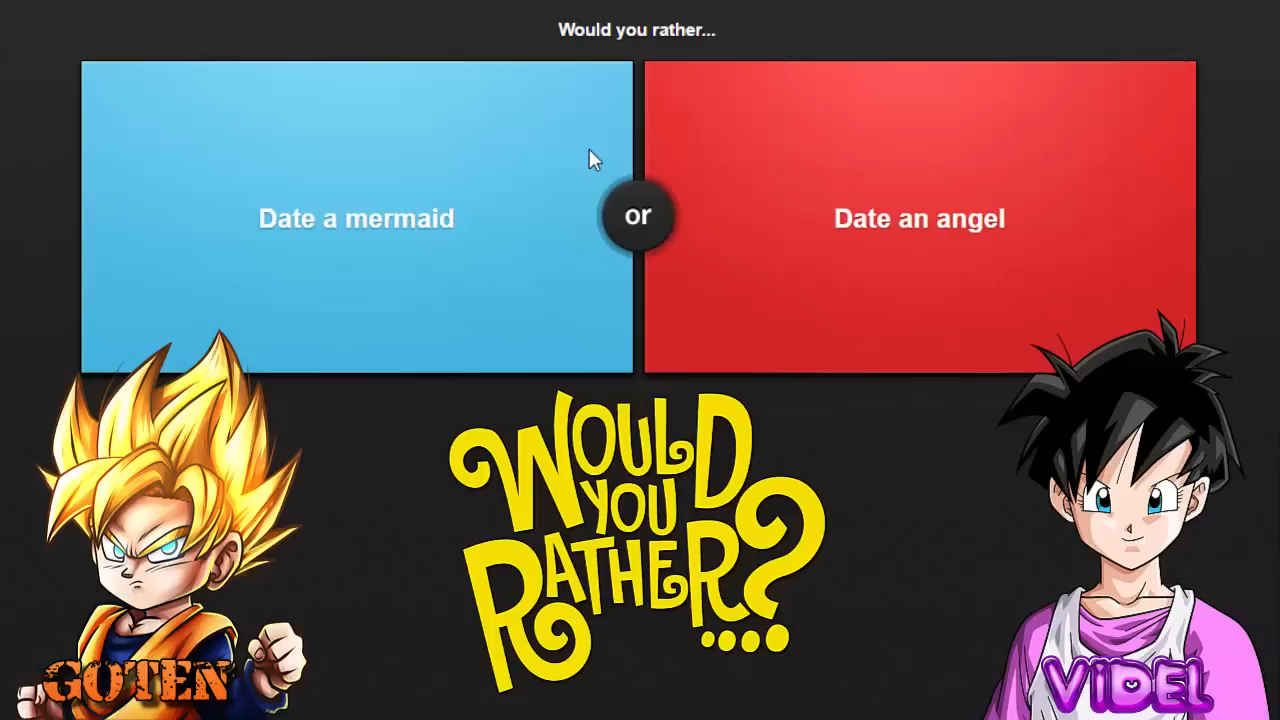 Would you rather...
Date a mermaid
or
Date an angel
WOULD
YOU
RATHER?...
GOTEN
ViDEL